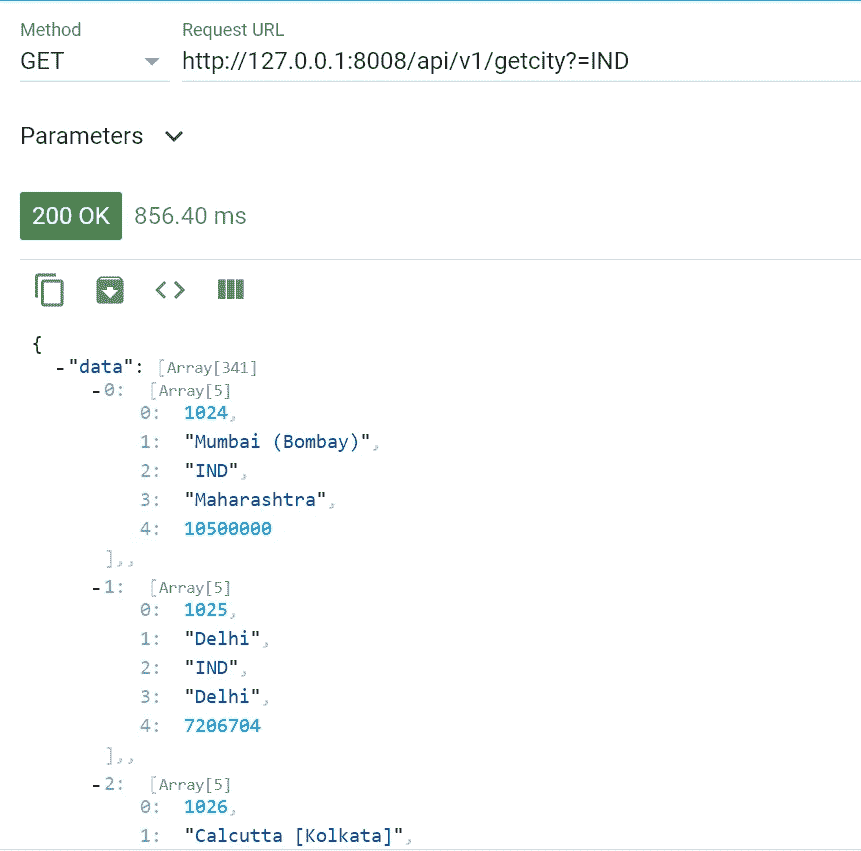 Method Request URL
GET http://127.0.0.1:8008/api/v1/getcity?=IND
Parameters
200 OK 856.40 ms
{
-"data": [Array[341]
-0: [Array[5]
0: 1024,
1: "Mumbai (Bombay)",
2: "IND",
3: "Maharashtra",
4: 10500000
],,
-1: [Array[5]
0: 1025,
1: "Delhi",
2: "IND",
3: "Delhi",
4: 7206704
],,
-2: [Array[5]
0: 1026,
1: "Calcutta [Kolkata]",